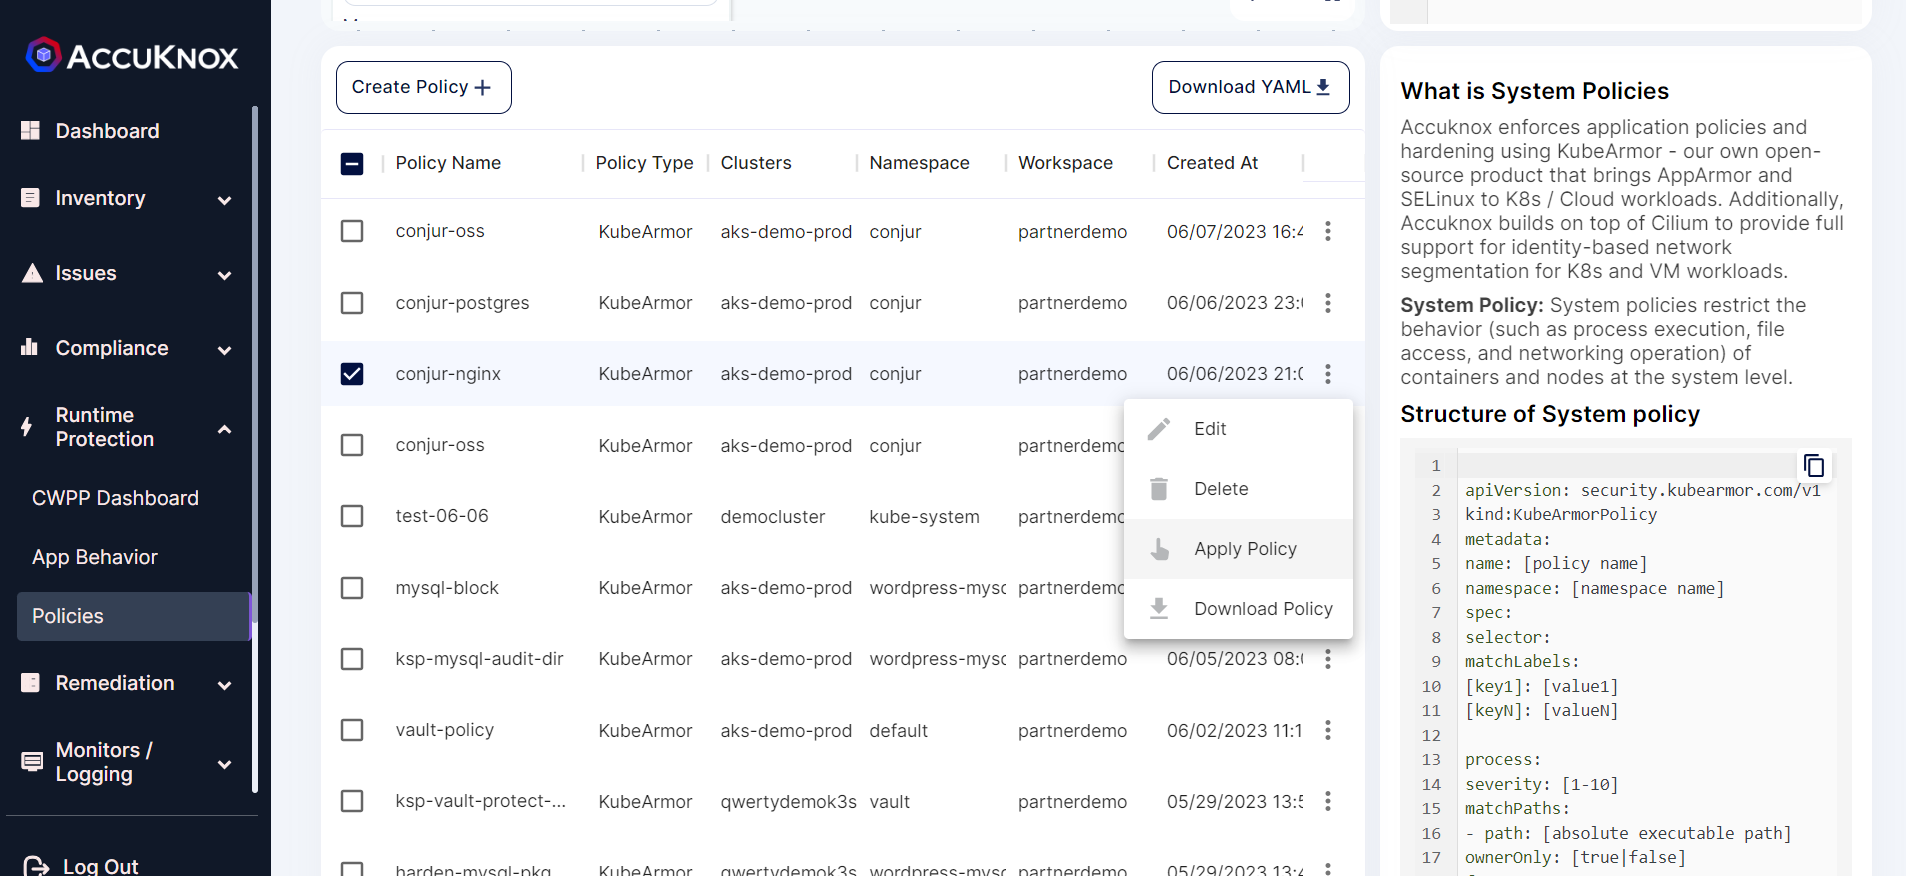 ACCUKNOX
Dashboard
Inventory
Issues
Compliance
Runtime
Protection
CWPP Dashboard
App Behavior
Policies
Remediation
Monitors /
Logging
Log Out
Create Policy
Download YAML
Policy Name Policy Type Clusters Namespace Workspace Created At
conjur-oss KubeArmor aks-demo-prod conjur partnerdemo 06/07/2023 16:4
conjur-postgres KubeArmor aks-demo-prod conjur partnerdemo 06/06/2023 23:
conjur-nginx KubeArmor aks-demo-prod conjur partnerdemo 06/06/2023 21:0
conjur-oss KubeArmor aks-demo-prod conjur partnerdemo
test-06-06 KubeArmor democluster kube-system partnerdemo
mysql-block KubeArmor aks-demo-prod wordpress-mysc partnerdemo
ksp-mysql-audit-dir KubeArmor aks-demo-prod wordpress-mysc partnerdemo 06/05/2023 08:
vault-policy KubeArmor aks-demo-prod default partnerdemo 06/02/2023 11:1
ksp-vault-protect-... KubeArmor qwertydemok3s vault partnerdemo 05/29/2023 13:5
harden-mysql-pkg KubeArmor qwertydemok3s wordpress-mysc partnerdemo 05/29/2023 13:4
Edit
Delete
Apply Policy
Download Policy
What is System Policies
Accuknox enforces application policies and
hardening using KubeArmor - our own open-
source product that brings AppArmor and
SELinux to K8s / Cloud workloads. Additionally,
Accuknox builds on top of Cilium to provide full
support for identity-based network
segmentation for K8s and VM workloads.
System Policy: System policies restrict the
behavior (such as process execution, file
access, and networking operation) of
containers and nodes at the system level.
Structure of System policy
1
2 apiVersion: security.kubearmor.com/v1
3 kind:KubeArmorPolicy
4 metadata:
5 name: [policy name]
6 namespace: [namespace name]
7 spec:
8 selector:
9 matchLabels:
10 [key1]: [value1]
11 [keyN]: [valueN]
12
13 process:
14 severity: [1-10]
15 matchPaths:
16 - path: [absolute executable path]
17 ownerOnly: [true|false]